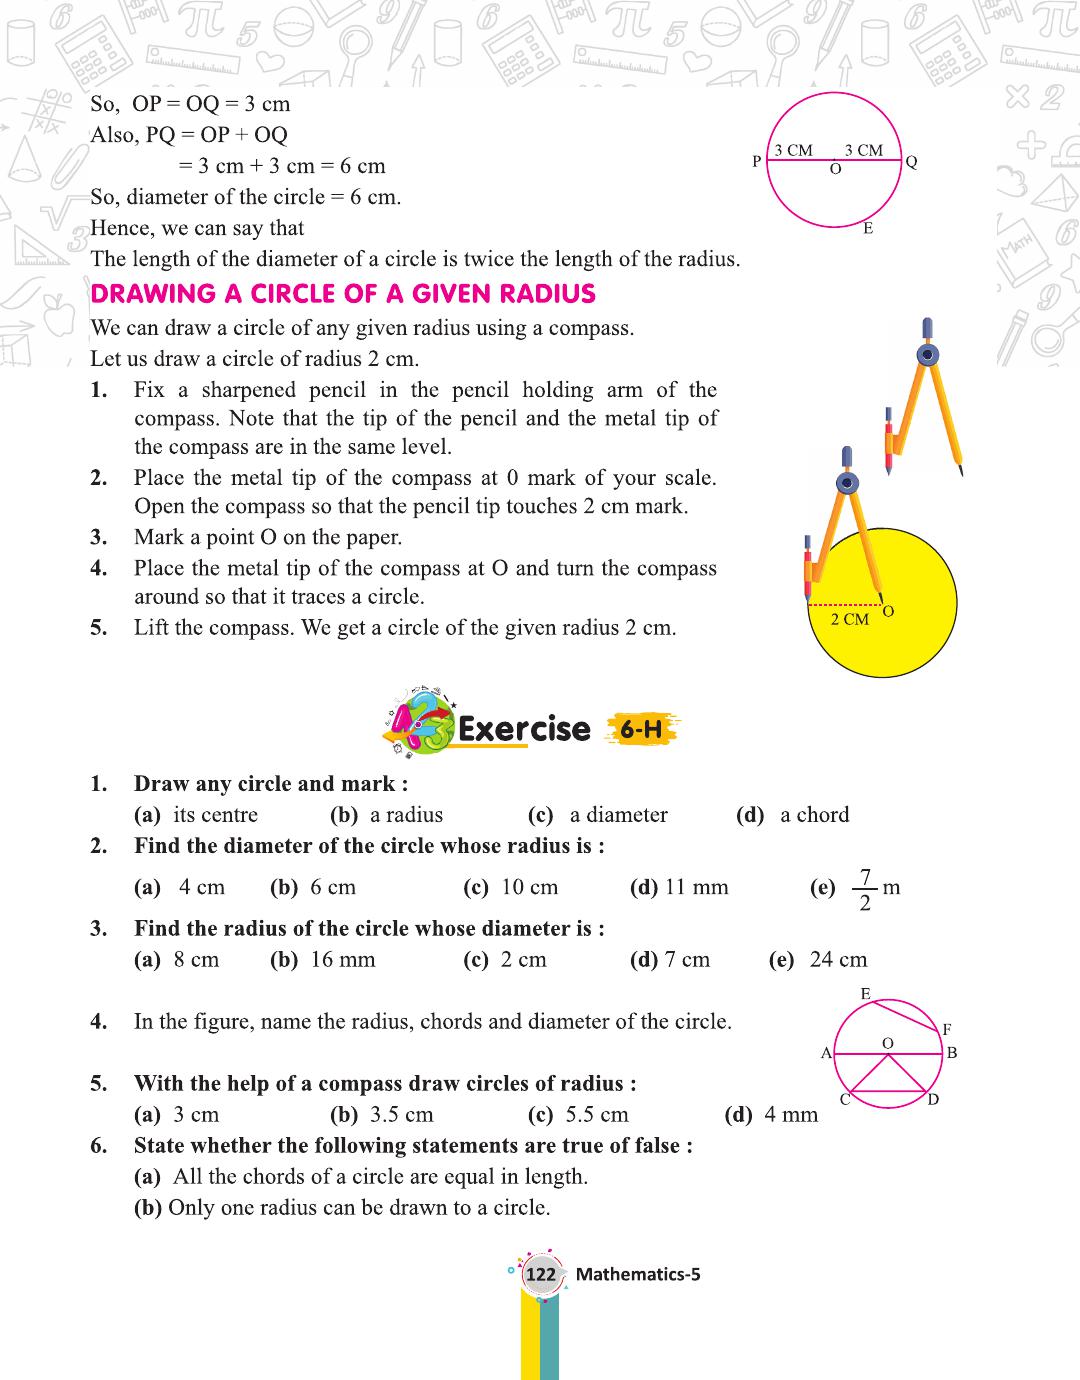 So, OP = OQ = 3 cm
Also, PQ = OP + OQ
= 3 cm + 3 cm = 6 cm
So, diameter of the circle = 6 cm.
Hence, we can say that
The length of the diameter of a circle is twice the length of the radius.
P 3 CM 3 CM Q
O
E
DRAWING A CIRCLE OF A GIVEN RADIUS
We can draw a circle of any given radius using a compass.
Let us draw a circle of radius 2 cm.
1. Fix a sharpened pencil in the pencil holding arm of the
compass. Note that the tip of the pencil and the metal tip of
the compass are in the same level.
2. Place the metal tip of the compass at 0 mark of your scale.
Open the compass so that the pencil tip touches 2 cm mark.
3. Mark a point O on the paper.
4. Place the metal tip of the compass at O and turn the compass
around so that it traces a circle.
5. Lift the compass. We get a circle of the given radius 2 cm.
2 CM O
Exercise 6-H
1. Draw any circle and mark :
(a) its centre (b) a radius (c) a diameter (d) a chord
2. Find the diameter of the circle whose radius is :
(a) 4 cm (b) 6 cm (c) 10 cm (d) 11 mm (e) 7/2 m
3. Find the radius of the circle whose diameter is :
(a) 8 cm (b) 16 mm (c) 2 cm (d) 7 cm (e) 24 cm
4. In the figure, name the radius, chords and diameter of the circle.
E
F
A O B
C D
5. With the help of a compass draw circles of radius :
(a) 3 cm (b) 3.5 cm (c) 5.5 cm (d) 4 mm
6. State whether the following statements are true of false :
(a) All the chords of a circle are equal in length.
(b) Only one radius can be drawn to a circle.
122 Mathematics-5